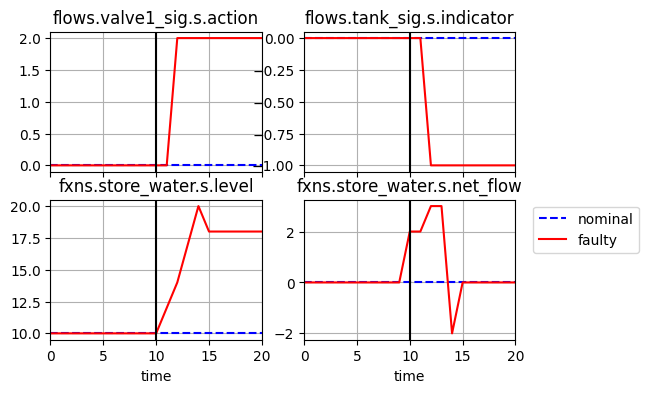 flows.valve1_sig.s.action
flows.tank_sig.s.indicator
2.0
1.5
1.0
0.5
0.0
0.00
−0.25
−0.50
−0.75
−1.00
fxns.store_water.s.level
fxns.store_water.s.net_flow
20.0
17.5
15.0
12.5
10.0
2
0
−2
0 5 10 15 20
0 5 10 15 20
time
time
nominal
faulty